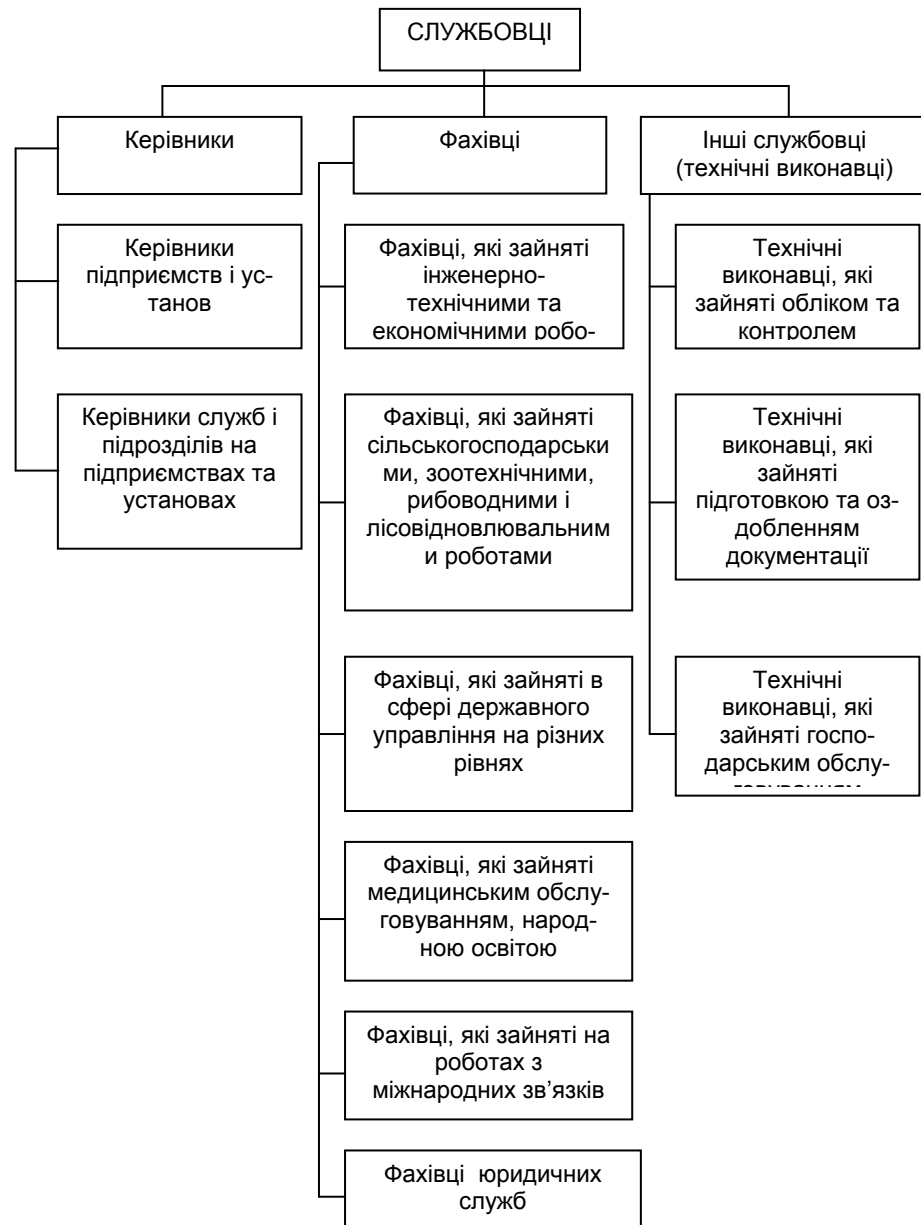 СЛУЖБОВЦІ
Керівники
Фахівці
Інші службовці
(технічні виконавці)
Керівники
підприємств і ус-
танов
Керівники служб і
підрозділів на
підприємствах та
установах
Фахівці, які зайняті
інженерно-
технічними та
економічними робо-
Фахівці, які зайняті
сільськогосподарськи
ми, зоотехнічними,
рибоводними і
лісовідновлювальним
и роботами
Фахівці, які зайняті в
сфері державного
управління на різних
рівнях
Фахівці, які зайняті
медицинським обслу-
говуванням, народ-
ною освітою
Фахівці, які зайняті на
роботах з
міжнародних зв’язків
Фахівці юридичних
служб
Технічні
виконавці, які
зайняті обліком та
контролем
Технічні
виконавці, які
зайняті
підготовкою та оз-
добленням
документації
Технічні
виконавці, які
зайняті госпо-
дарським обслу-
говуванням